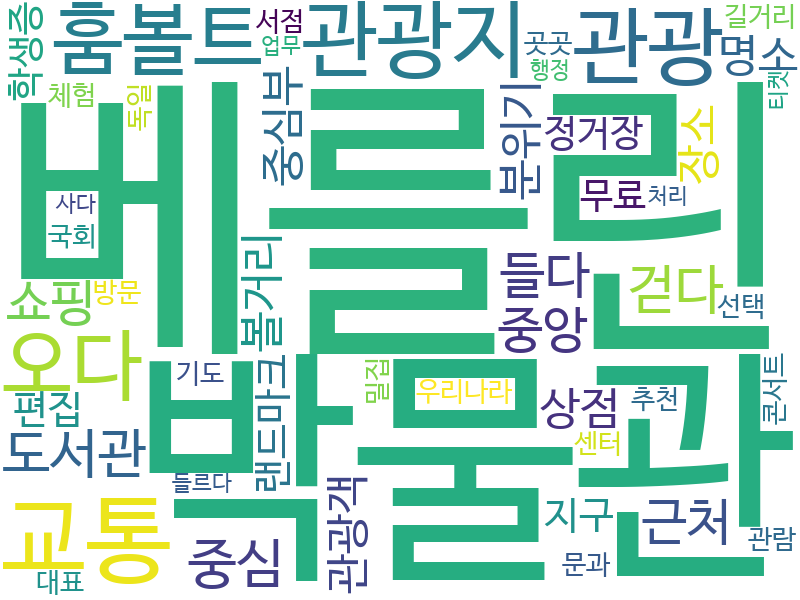 학생증
훔볼트
서점
업무
관광지
곳곳
행정
관광
길거리
명소
티켓
체험
독일
중심부
분위기
정거장
장소
베를린
사다
국회
무료
처리
쇼핑
방문
볼거리
들다
중앙
걷다
선택
오다
기도
랜드마크
밀집
우리나라
상점
추천
콘서트
편집
박물관
도서관
센터
들르다
교통
중심
관광객
지구
근처
관람
문과
대표